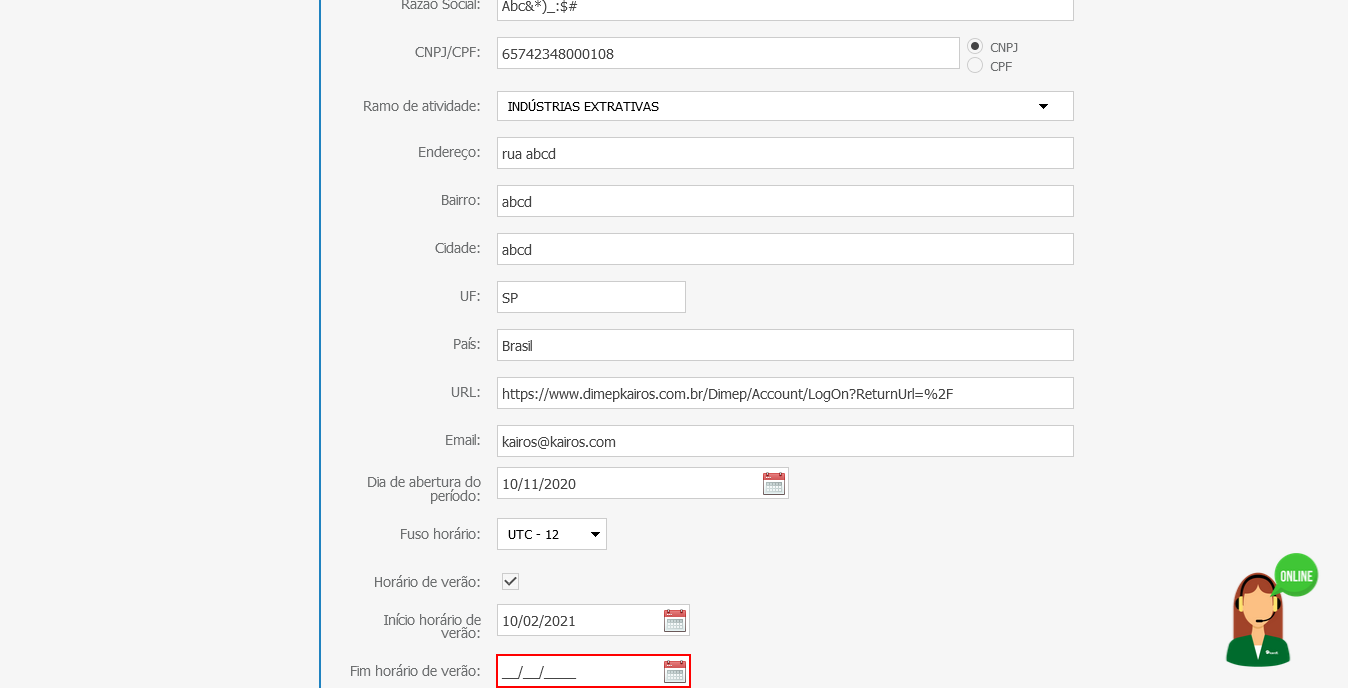 Razão Social: Abc&*)_:$#
CNPJ/CPF: 65742348000108 CNPJ
CPF
Ramo de atividade: INDÚSTRIAS EXTRATIVAS
Endereço: rua abcd
Bairro: abcd
Cidade: abcd
UF: SP
País: Brasil
URL: https://www.dimepkairos.com.br/Dimep/Account/LogOn?ReturnUrl=%2F
Email: kairos@kairos.com
Dia de abertura do
período: 10/11/2020
Fuso horário: UTC - 12
Horário de verão:
Início horário de
verão: 10/02/2021
Fim horário de verão: __/__/____
ONLINE